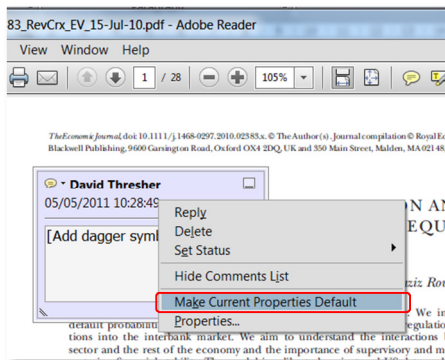 83_RevCrx_EV_15-Jul-10.pdf - Adobe Reader
View Window Help
1 / 28 105%
The Economic Journal, doi: 10.1111/j.1468-0297.2010.02383.x. © The Author(s). Journal compilation © Royal Ec
Blackwell Publishing, 9600 Garsington Road, Oxford OX4 2DQ, UK and 350 Main Street, Malden, MA 02148,
David Thresher
05/05/2011 10:28:49
[Add dagger symb
Reply
Delete
Set Status
Hide Comments List
Make Current Properties Default
Properties...
N AN
EQU
ziz Rou
We in
default probabiliti
regulatio
tions into the interbank market. We aim to understand the interactions
sector and the rest of the economy and the importance of supervisory and m